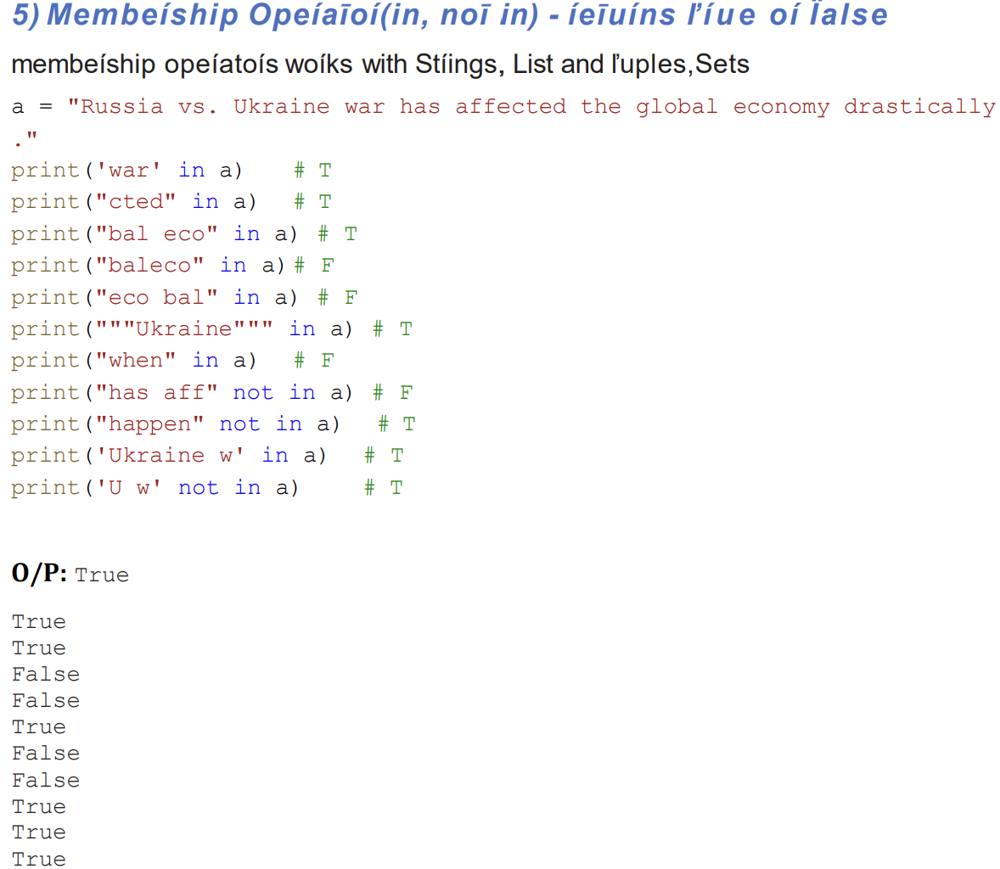 5) Membeíship Opeíaīoí(in, noī in) - íeīuíns ľíue oí Ïalse
membeíship opeíatoís woíks with Stíings, List and ľuples,Sets
a = "Russia vs. Ukraine war has affected the global economy drastically
."
print('war' in a)    # T
print("cted" in a)   # T
print("bal eco" in a) # T
print("baleco" in a)# F
print("eco bal" in a) # F
print("""Ukraine""" in a) # T
print("when" in a)   # F
print("has aff" not in a) # F
print("happen" not in a)   # T
print('Ukraine w' in a)   # T
print('U w' not in a)     # T
O/P: True
True
True
False
False
True
False
False
True
True
True